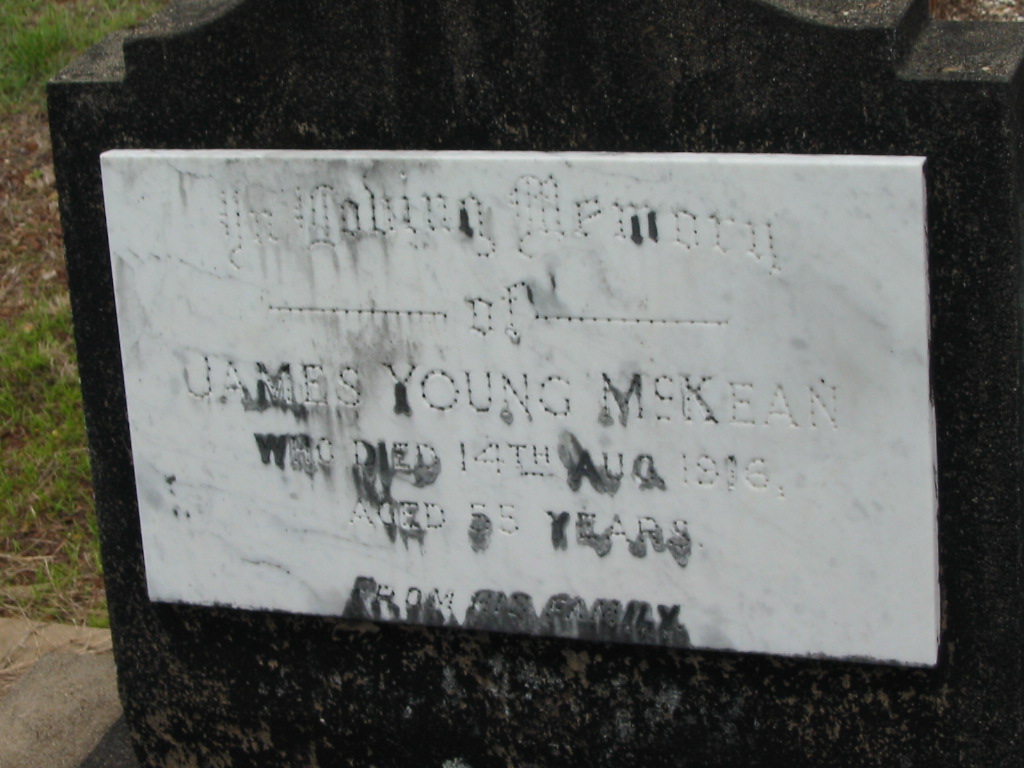 In Loving Memory
of
JAMES YOUNG McKEAN
WHO DIED 14TH AUG. 1916,
AGED 55 YEARS.
FROM HIS FAMILY.